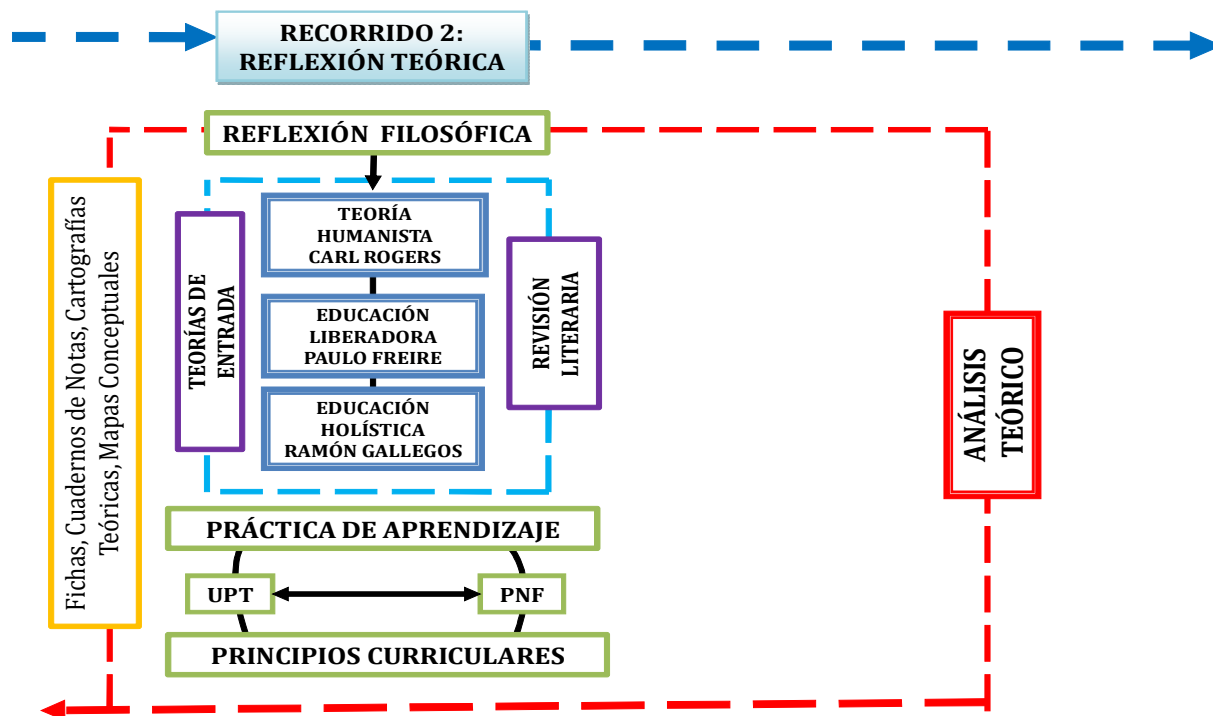 RECORRIDO 2:
REFLEXIÓN TEÓRICA
REFLEXIÓN FILOSÓFICA
Fichas, Cuadernos de Notas, Cartografías
Teóricas, Mapas Conceptuales
TEORÍAS DE
ENTRADA
TEORÍA
HUMANISTA
CARL ROGERS
EDUCACIÓN
LIBERADORA
PAULO FREIRE
EDUCACIÓN
HOLÍSTICA
RAMÓN GALLEGOS
REVISIÓN
LITERARIA
ANÁLISIS
TEÓRICO
PRÁCTICA DE APRENDIZAJE
UPT
PNF
PRINCIPIOS CURRICULARES